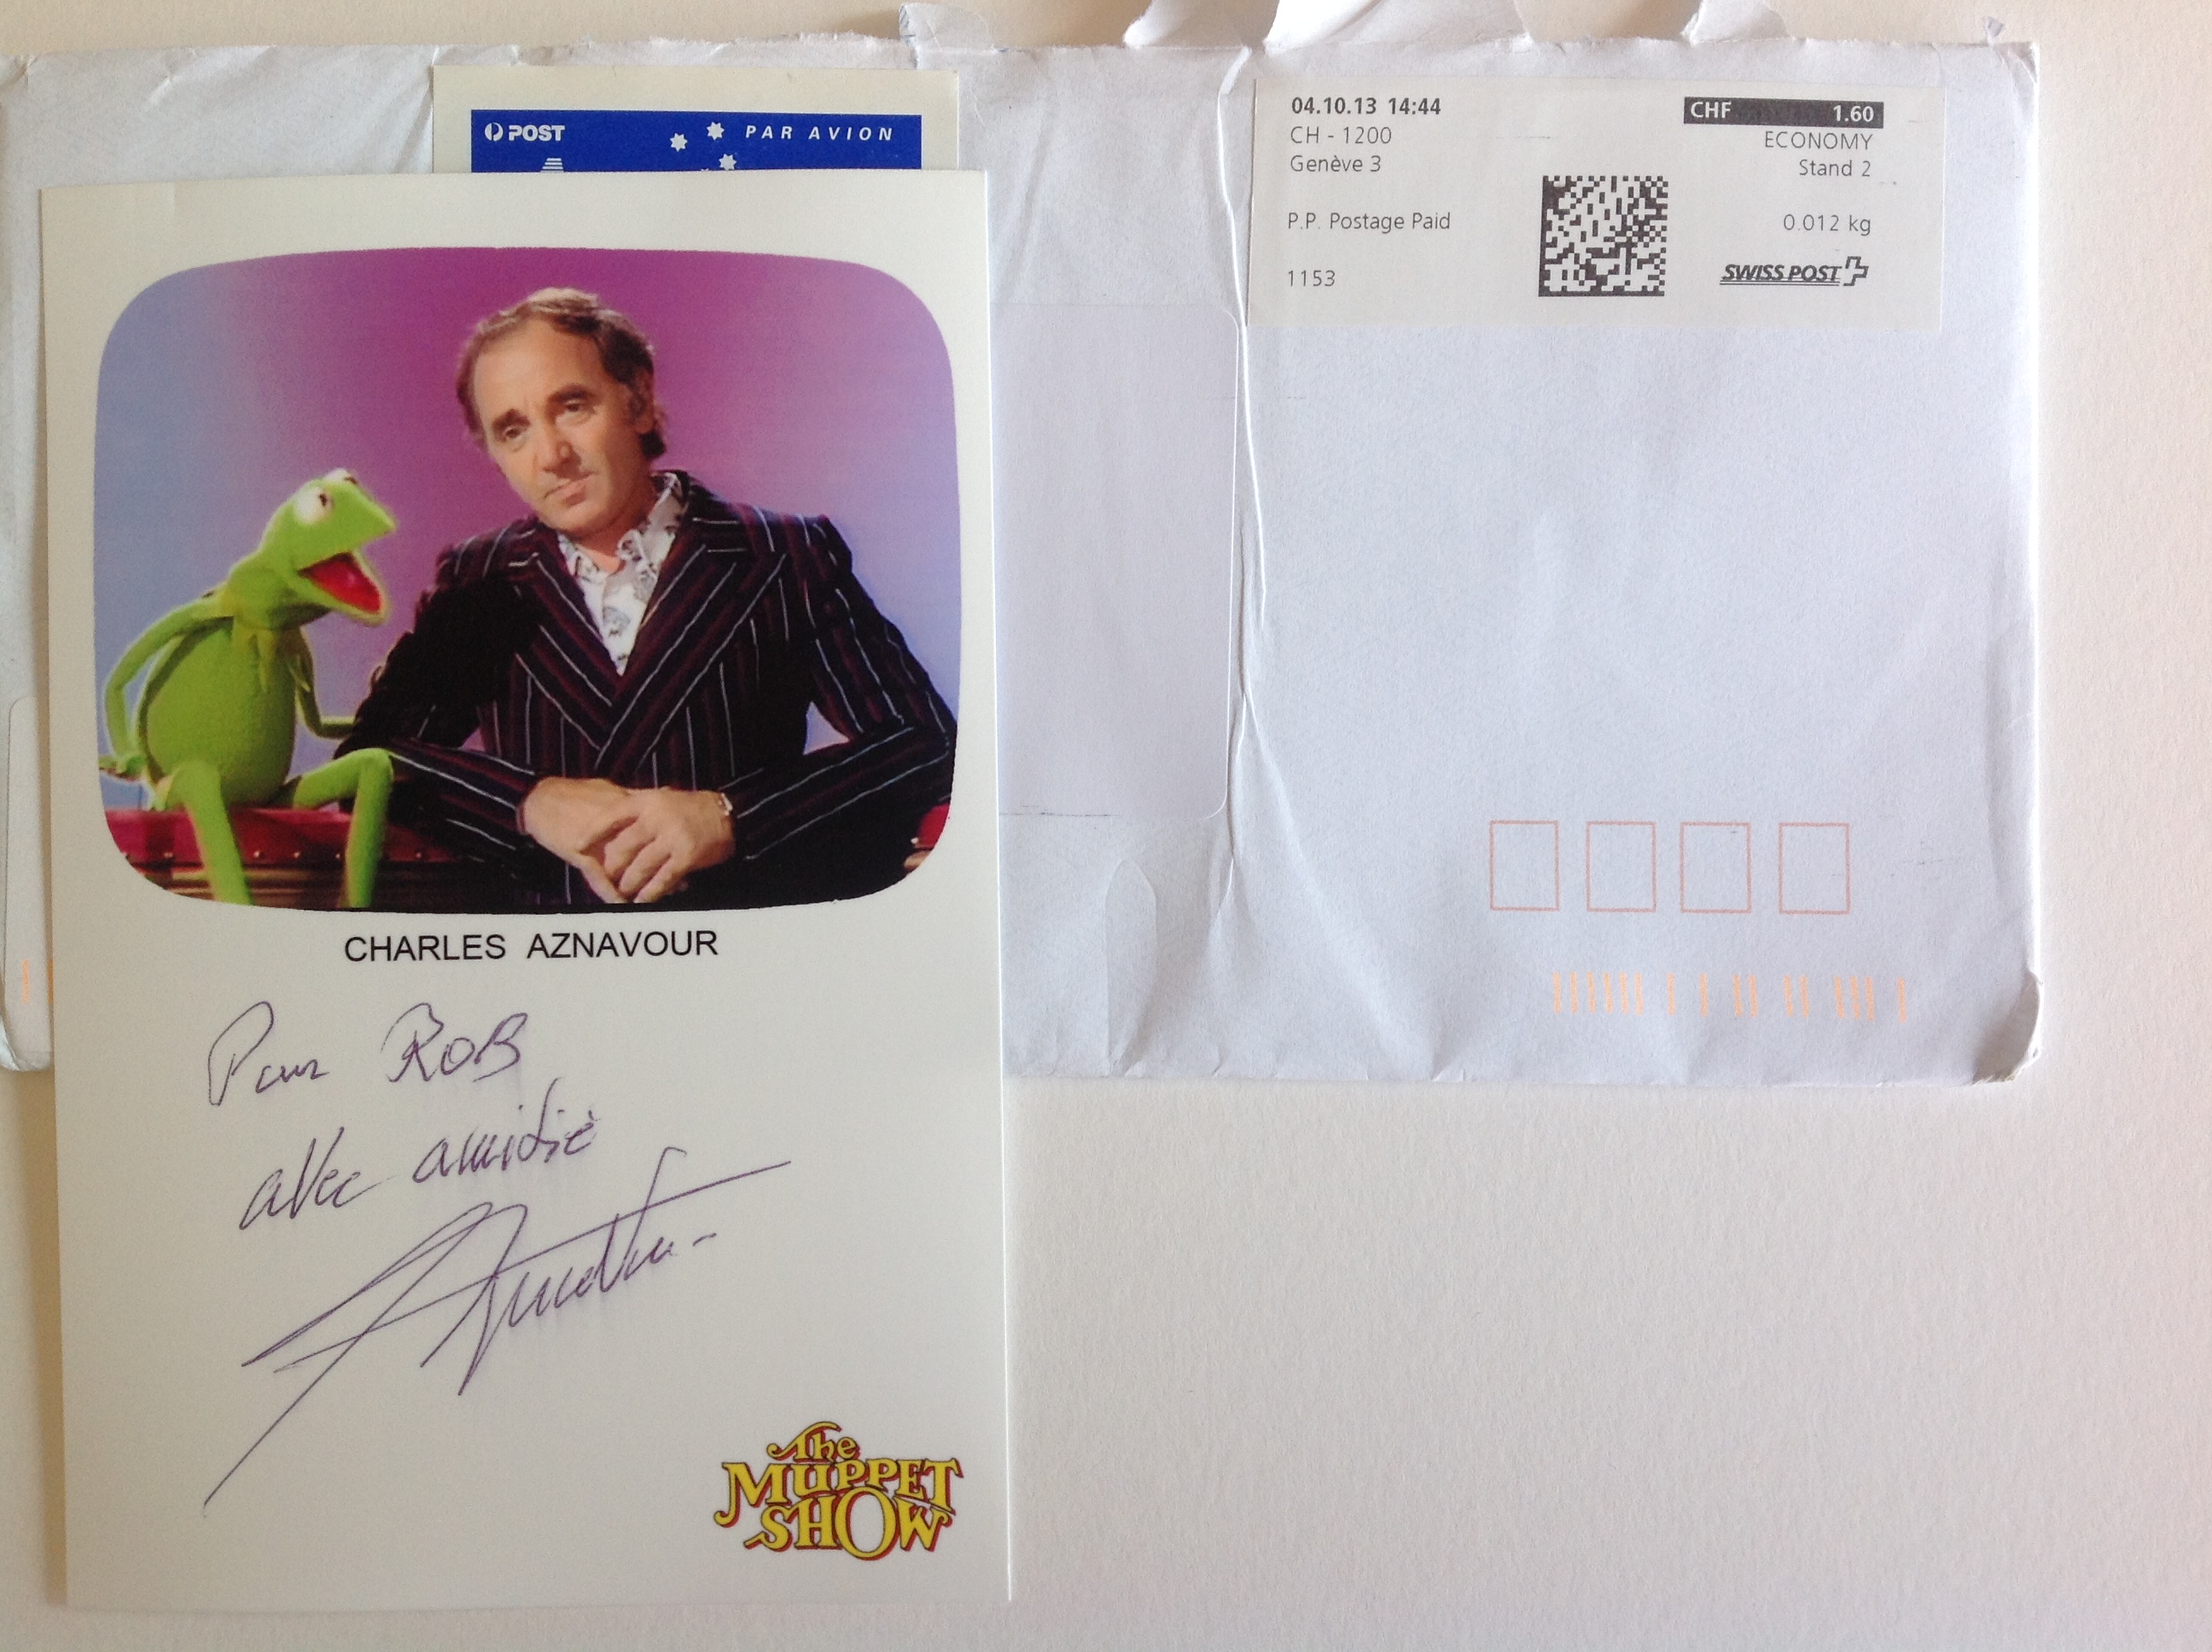 POST PAR AVION
04.10.13 14:44
CH - 1200
Genève 3
P.P. Postage Paid
1153
CHF 1.60
ECONOMY
Stand 2
0.012 kg
SWISS POST
CHARLES AZNAVOUR
Pour ROB
avec amitié
Aznavour
The
MUPPET
SHOW